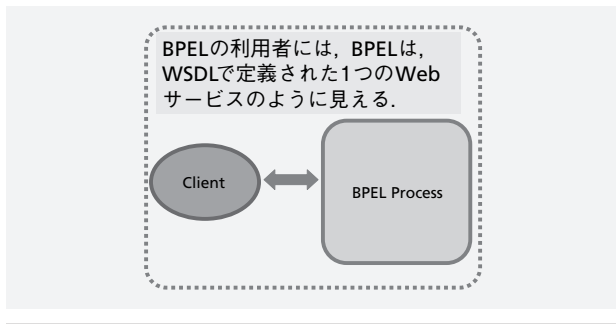 BPELの利用者には，BPELは，
WSDLで定義された1つのWeb
サービスのように見える．
Client
BPEL Process